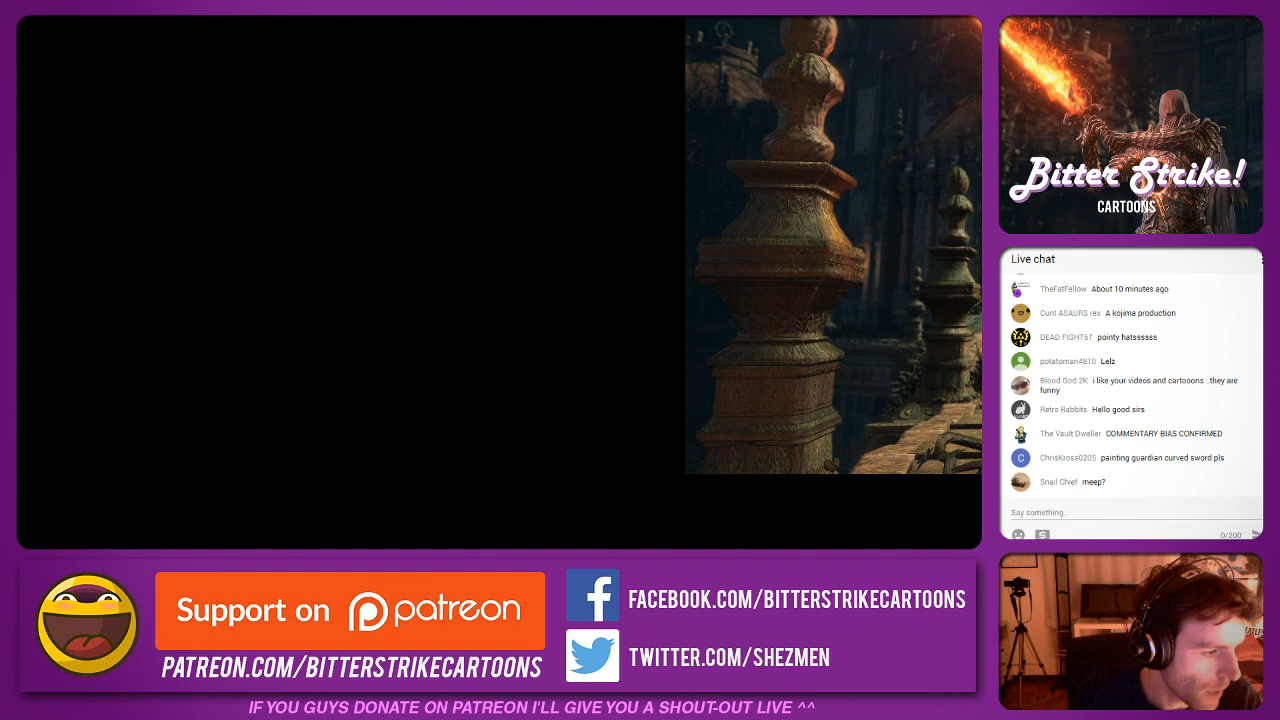 Bitter Strike!
CARTOONS
Live chat
TheFatFellow About 10 minutes ago
Cunt ASAURS rex A kojima production
DEAD FIGHT67 pointy hatssssss
potatoman4810 Lelz
Blood God 2K i like your videos and cartooons ..they are
funny
Retro Rabbits Hello good sirs
The Vault Dweller COMMENTARY BIAS CONFIRMED
C ChrisKross0205 painting guardian curved sword pls
Snail Chief meep?
Say something...
0/200
Support on patreon
PATREON.COM/BITTERSTRIKECARTOONS
FACEBOOK.COM/BITTERSTRIKECARTOONS
TWITTER.COM/SHEZMEN
IF YOU GUYS DONATE ON PATREON I'LL GIVE YOU A SHOUT-OUT LIVE ^^